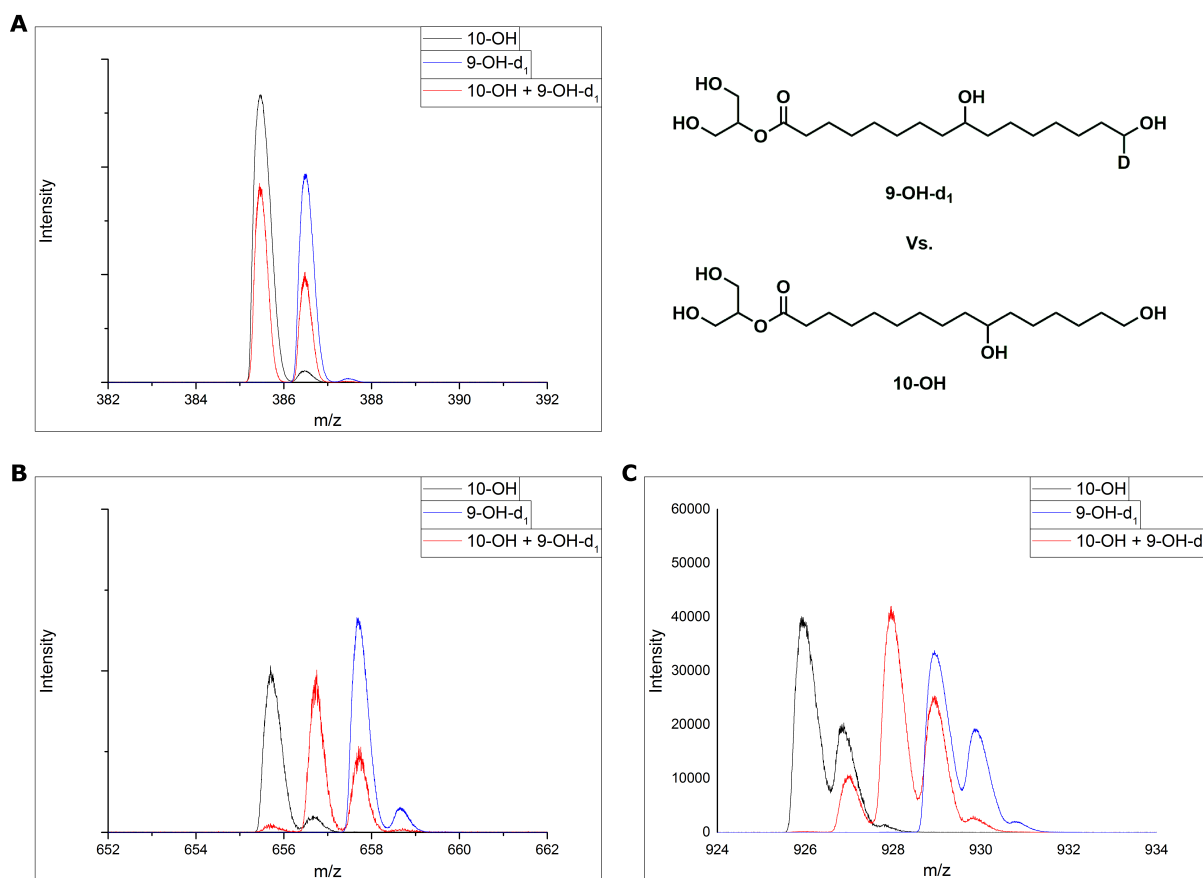 A
10-OH
9-OH-d1
10-OH + 9-OH-d1
Intensity
382 384 386 388 390 392
m/z
HO
HO
O
O
OH
OH
D
9-OH-d1
Vs.
HO
HO
O
O
OH
OH
10-OH
B
10-OH
9-OH-d1
10-OH + 9-OH-d1
Intensity
652 654 656 658 660 662
m/z
C
10-OH
9-OH-d1
10-OH + 9-OH-d
60000
50000
40000
30000
20000
10000
0
Intensity
924 926 928 930 932 934
m/z